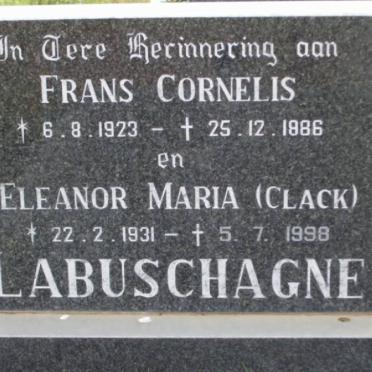 In Tere Herinnering aan
FRANS CORNELIS
* 6.8.1923 - † 25.12.1986
en
ELEANOR MARIA (CLACK)
* 22.2.1931 - † 5.7.1998
LABUSCHAGNE